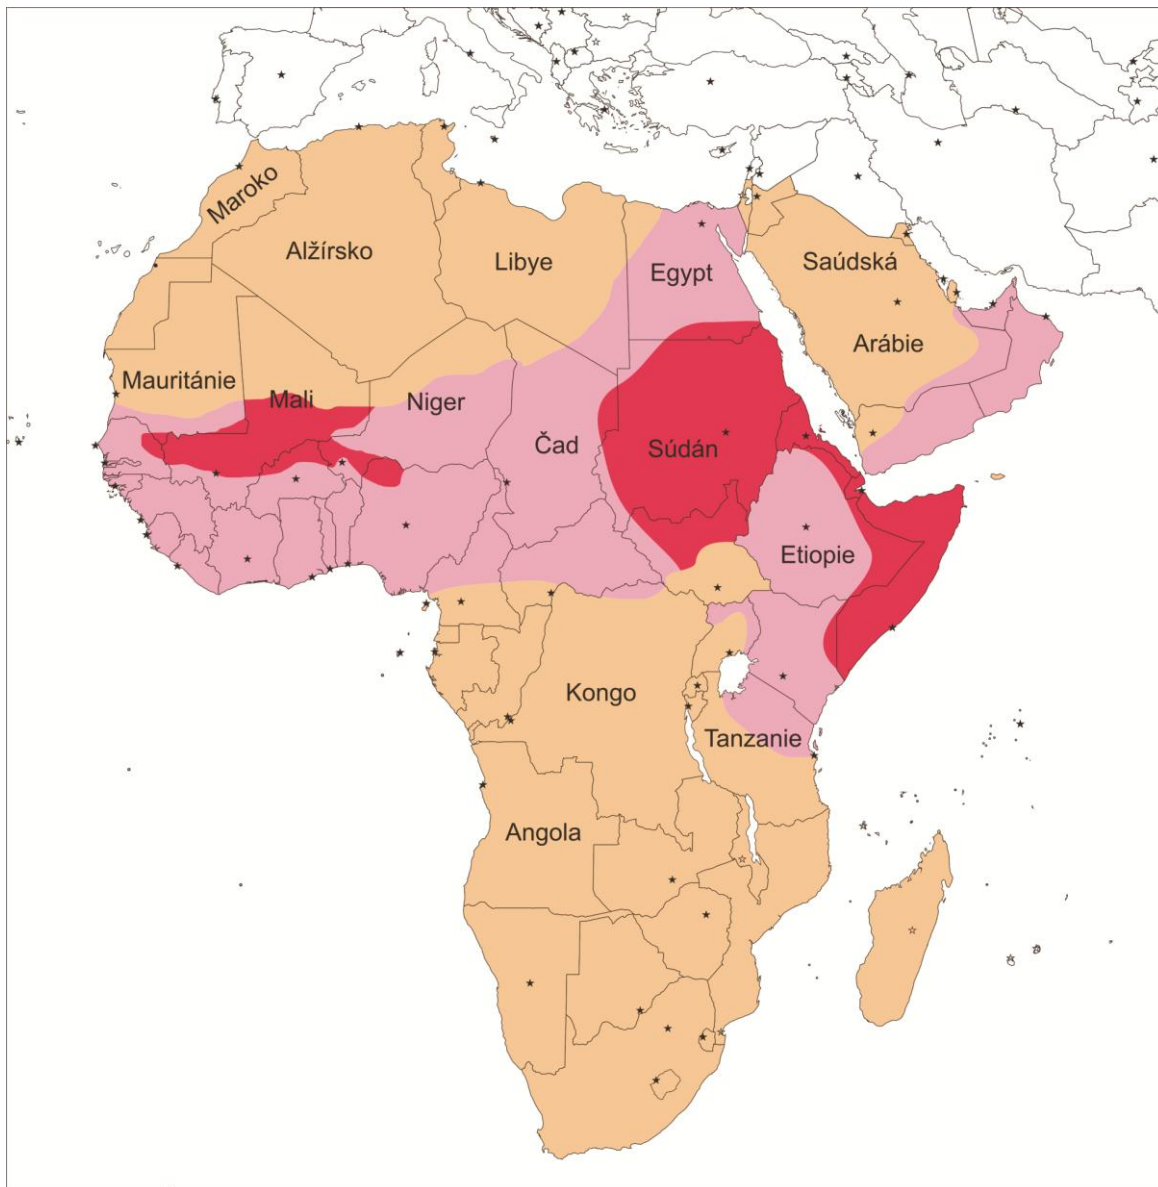 Maroko
Alžírsko
Libye
Egypt
Saúdská
Arábie
Mauritánie
Mali
Niger
Čad
Súdán
Etiopie
Kongo
Tanzanie
Angola